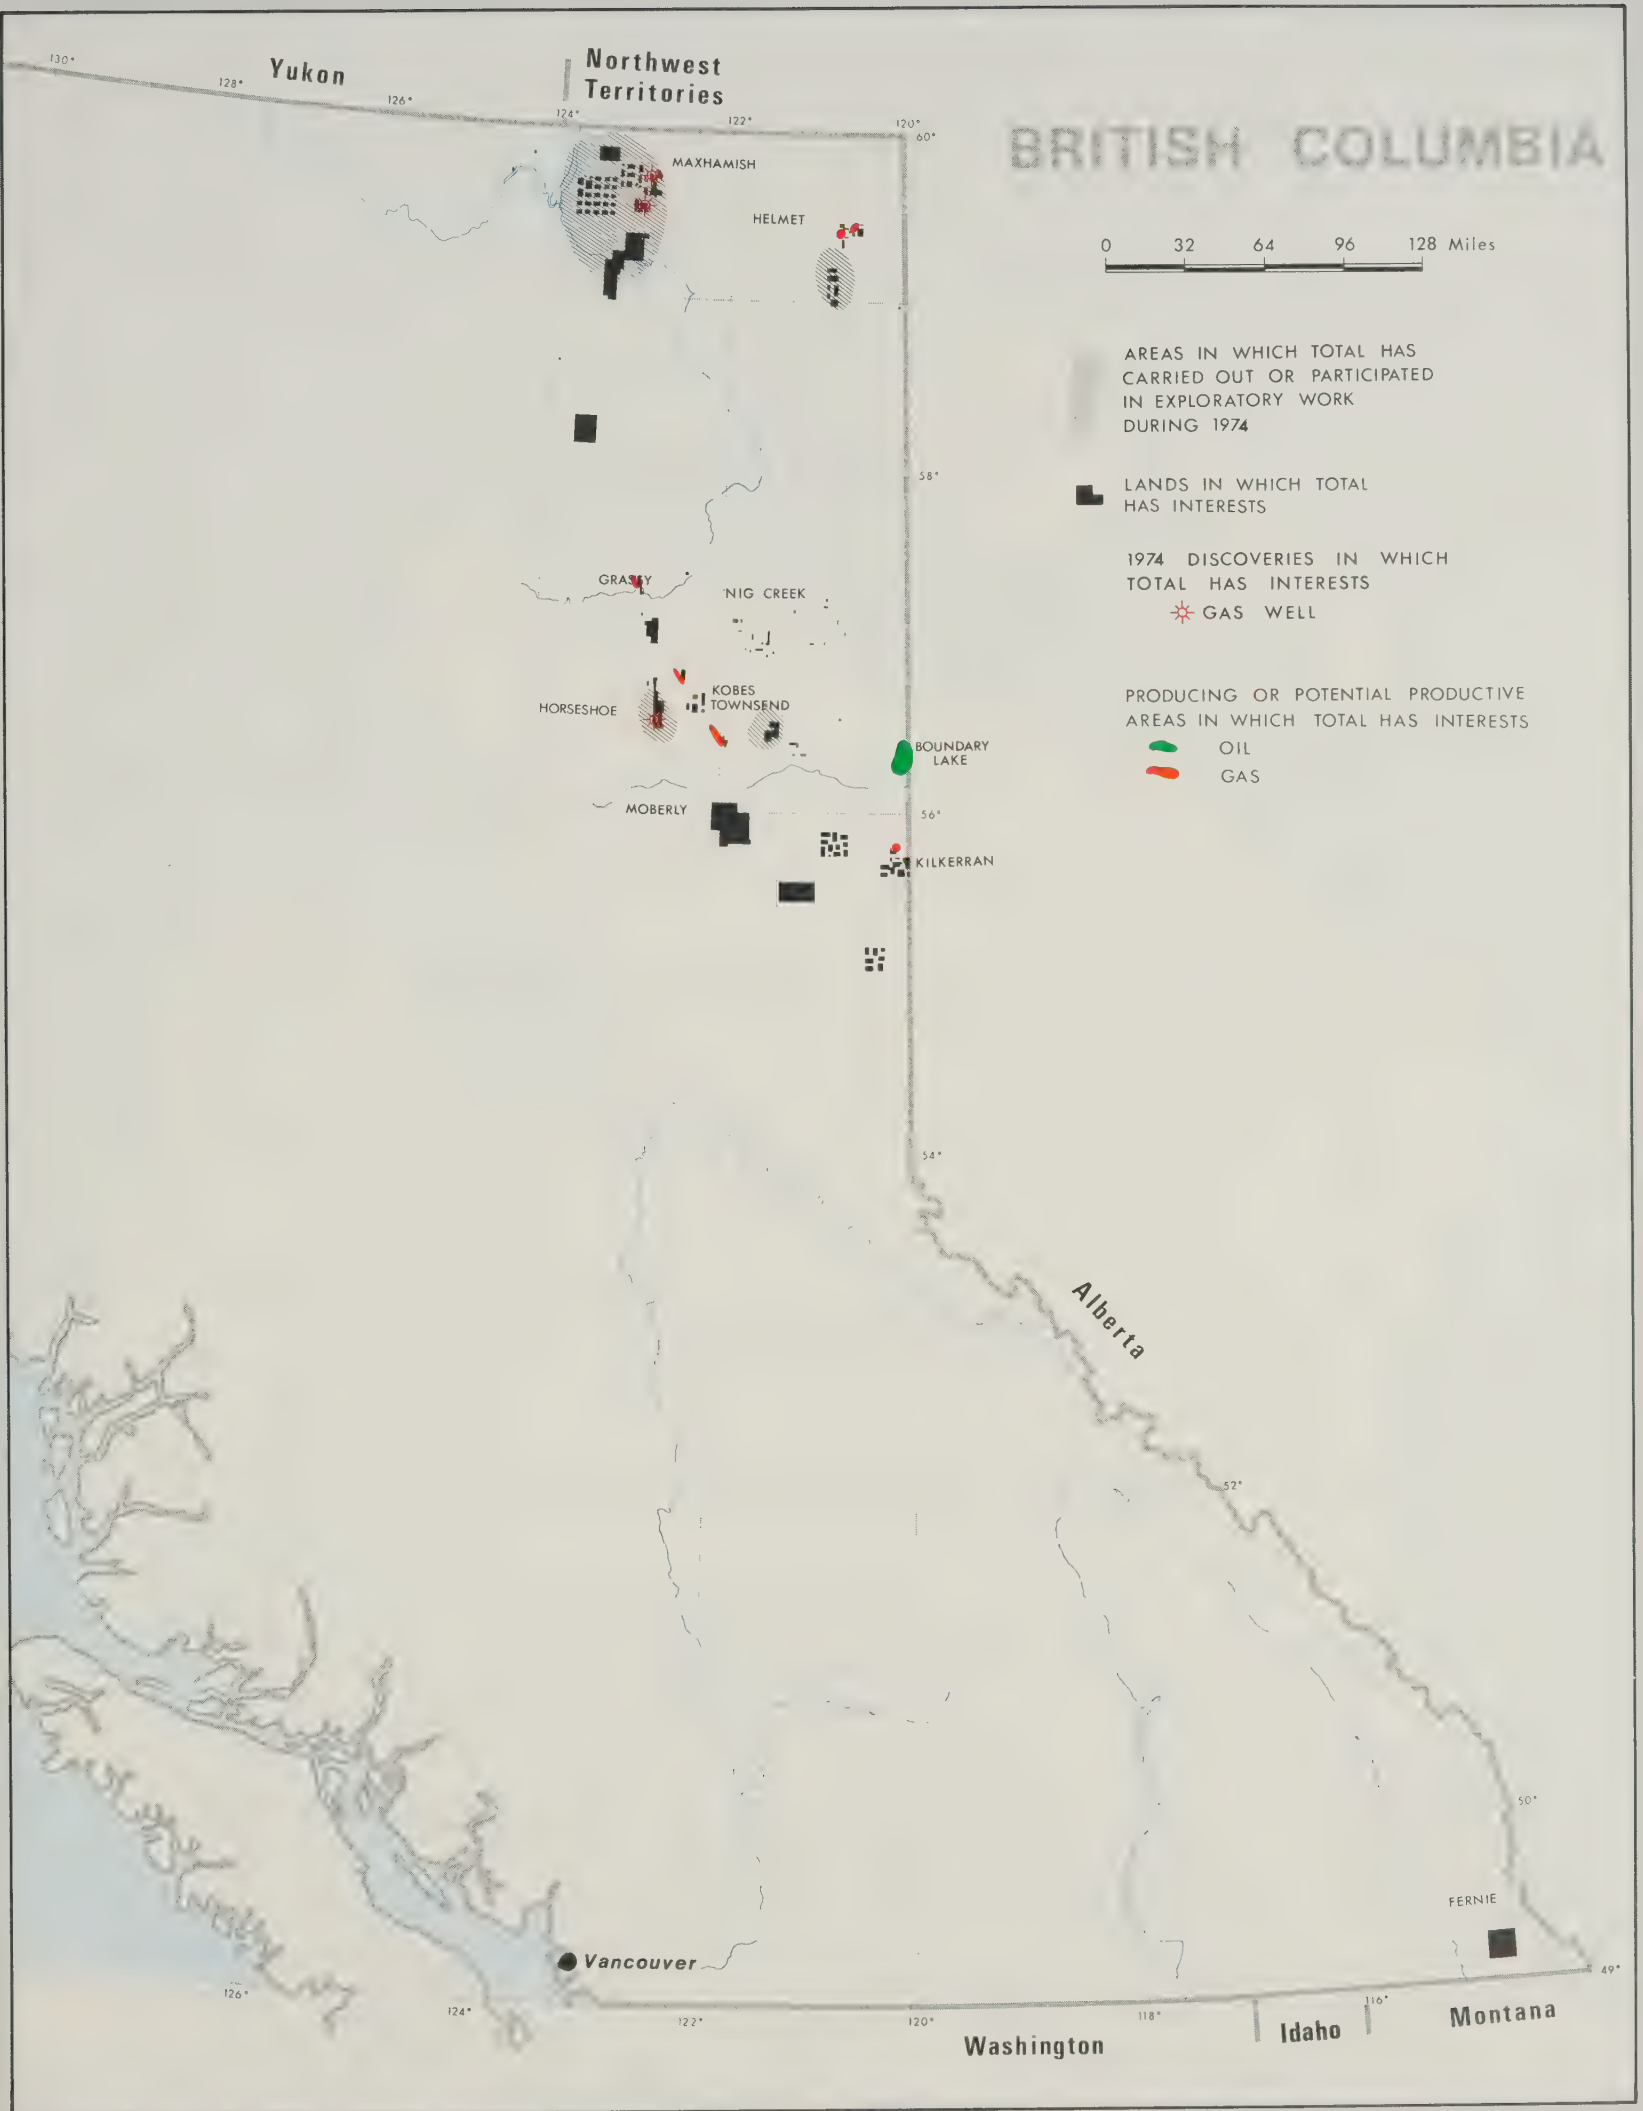 130°
Yukon
128°
126°
Northwest
Territories
124°
122°
120°
60°
BRITISH COLUMBIA
MAXHAMISH
HELMET
0 32 64 96 128 Miles
AREAS IN WHICH TOTAL HAS
CARRIED OUT OR PARTICIPATED
IN EXPLORATORY WORK
DURING 1974
58°
LANDS IN WHICH TOTAL
HAS INTERESTS
1974 DISCOVERIES IN WHICH
TOTAL HAS INTERESTS
GAS WELL
GRASSY
NIG CREEK
KOBES
TOWNSEND
HORSESHOE
PRODUCING OR POTENTIAL PRODUCTIVE
AREAS IN WHICH TOTAL HAS INTERESTS
OIL
GAS
BOUNDARY
LAKE
MOBERLY
56°
KILKERRAN
54°
Alberta
52°
50°
FERNIE
Vancouver
49°
126°
124°
122°
120°
118°
116°
Washington
Idaho
Montana